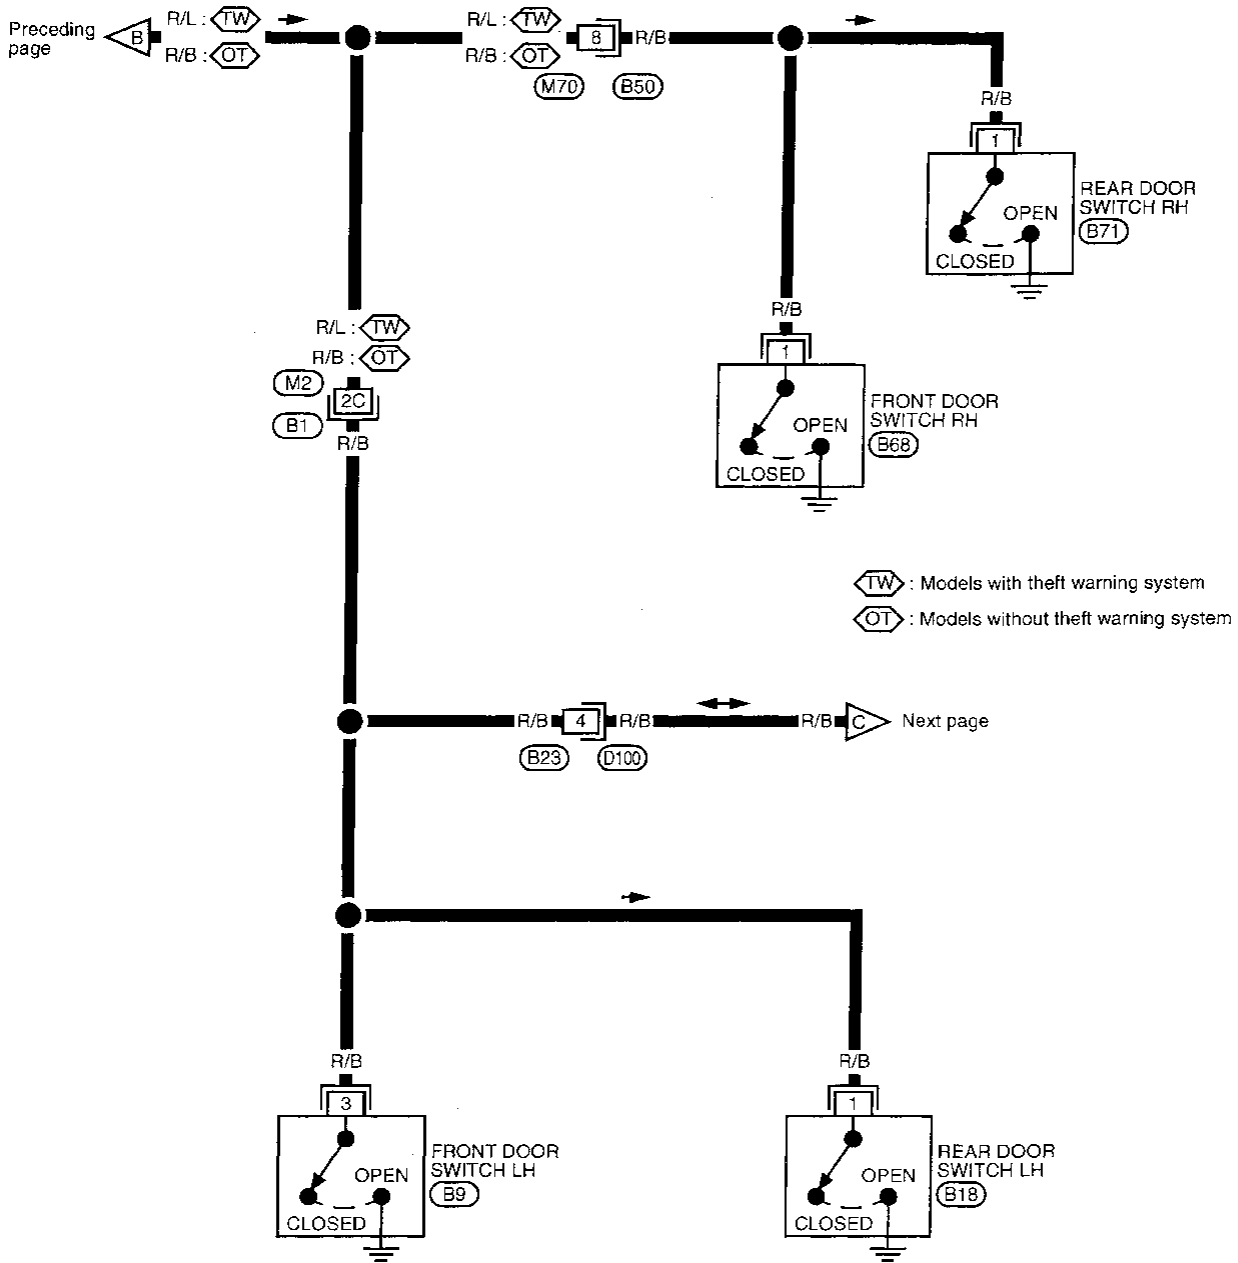 Preceding
page
B
R/L : TW
R/B : OT
R/L : TW
R/B : OT
8
R/B
M70
B50
R/B
1
REAR DOOR
SWITCH RH
B71
OPEN
CLOSED
R/L : TW
R/B : OT
M2
2C
B1
R/B
R/B
1
FRONT DOOR
SWITCH RH
B68
OPEN
CLOSED
TW : Models with theft warning system
OT : Models without theft warning system
R/B
4
R/B
R/B
C
Next page
B23
D100
R/B
3
FRONT DOOR
SWITCH LH
B9
OPEN
CLOSED
R/B
1
REAR DOOR
SWITCH LH
B18
OPEN
CLOSED